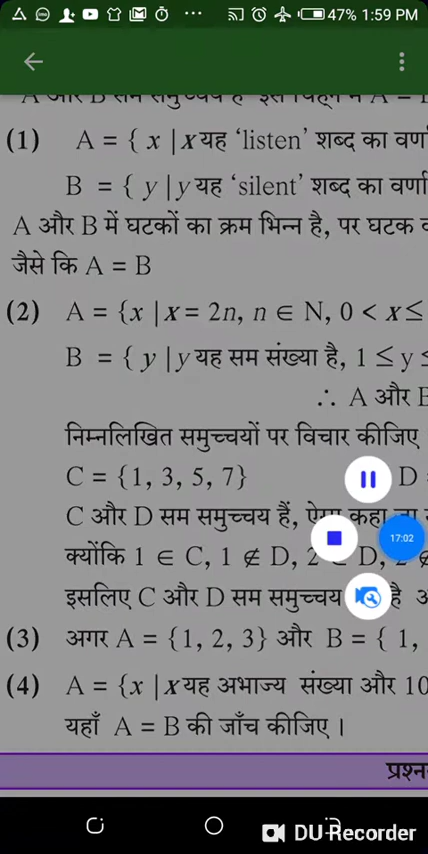 47% 1:59 PM
(1) A = { x | x यह ‘listen’ शब्द का
B = { y | y यह ‘silent’ शब्द का
A और B में घटकों का क्रम भिन्न है, पर घटक
जैसे कि A = B
(2) A = {x | x = 2n, n ∈ N, 0 < x ≤
B = { y | y यह सम संख्या है, 1 ≤ y ≤
∴ A और B
निम्नलिखित समुच्चयों पर विचार कीजिए
C = {1, 3, 5, 7} D
C और D सम समुच्चय हैं,
क्योंकि 1 ∈ C, 1 ∉ D, 2 D,
17:02
इसलिए C और D सम समुच्चय है
(3) अगर A = {1, 2, 3} और B = { 1,
(4) A = {x | x यह अभाज्य संख्या और 10
यहाँ A = B की जाँच कीजिए ।
DU Recorder